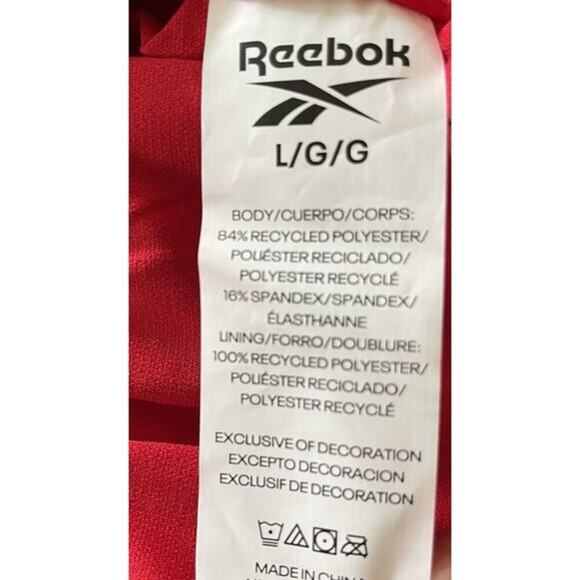 Reebok
L/G/G
BODY/CUERPO/CORPS:
84% RECYCLED POLYESTER/
POLIÉSTER RECICLADO/
POLYESTER RECYCLÉ
16% SPANDEX/SPANDEX/
ÉLASTHANNE
LINING/FORRO/DOUBLURE:
100% RECYCLED POLYESTER/
POLIÉSTER RECICLADO/
POLYESTER RECYCLÉ
EXCLUSIVE OF DECORATION
EXCEPTO DECORACION
EXCLUSIF DE DECORATION
MADE IN CHINA